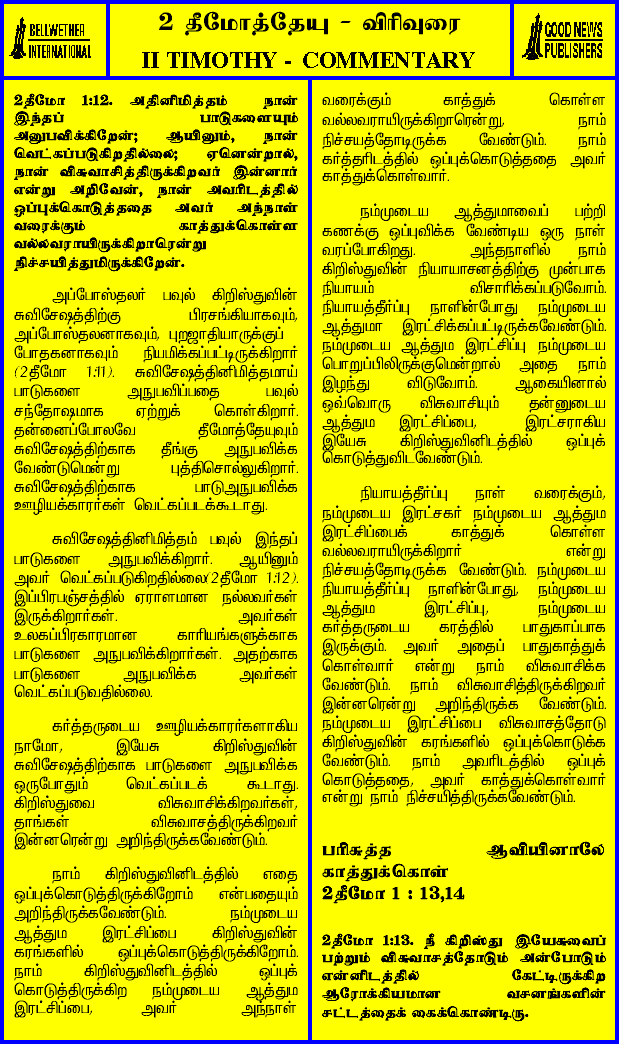 BELLWETHER
INTERNATIONAL
2 தீமோத்தேயு - விரிவுரை
II TIMOTHY - COMMENTARY
GOOD NEWS
PUBLISHERS
2தீமோ 1:12. அதினிமித்தம் நான்
இந்தப் பாடுகளையும்
அனுபவிக்கிறேன்; ஆயினும், நான்
வெட்கப்படுகிறதில்லை; ஏனென்றால்,
நான் விசுவாசித்திருக்கிறவர் இன்னார்
என்று அறிவேன், நான் அவரிடத்தில்
ஒப்புக்கொடுத்ததை அவர் அந்நாள்
வரைக்கும் காத்துக்கொள்ள
வல்லவராயிருக்கிறாரென்று
நிச்சயித்துமிருக்கிறேன்.
அப்போஸ்தலர் பவுல் கிறிஸ்துவின்
சுவிசேஷத்திற்கு பிரசங்கியாகவும்,
அப்போஸ்தலனாகவும், புறஜாதியாருக்குப்
போதகனாகவும் நியமிக்கப்பட்டிருக்கிறார்
(2தீமோ 1:11). சுவிசேஷத்தினிமித்தமாய்
பாடுகளை அநுபவிப்பதை பவுல்
சந்தோஷமாக ஏற்றுக் கொள்கிறார்.
தன்னைப்போலவே தீமோத்தேயுவும்
சுவிசேஷத்திற்காக தீங்கு அநுபவிக்க
வேண்டுமென்று புத்திசொல்லுகிறார்.
சுவிசேஷத்திற்காக பாடுஅநுபவிக்க
ஊழியக்காரர்கள் வெட்கப்படக்கூடாது.
சுவிசேஷத்தினிமித்தம் பவுல் இந்தப்
பாடுகளை அநுபவிக்கிறார். ஆயினும்
அவர் வெட்கப்படுகிறதில்லை(2தீமோ 1:12).
இப்பிரபஞ்சத்தில் ஏராளமான நல்லவர்கள்
இருக்கிறார்கள். அவர்கள்
உலகப்பிரகாரமான காரியங்களுக்காக
பாடுகளை அநுபவிக்கிறார்கள். அதற்காக
பாடுகளை அநுபவிக்க அவர்கள்
வெட்கப்படுவதில்லை.
கர்த்தருடைய ஊழியக்காரர்களாகிய
நாமோ, இயேசு கிறிஸ்துவின்
சுவிசேஷத்திற்காக பாடுகளை அநுபவிக்க
ஒருபோதும் வெட்கப்படக் கூடாது.
கிறிஸ்துவை விசுவாசிக்கிறவர்கள்,
தாங்கள் விசுவாசத்திருக்கிறவர்
இன்னாரென்று அறிந்திருக்கவேண்டும்.
நாம் கிறிஸ்துவினிடத்தில் எதை
ஒப்புக்கொடுத்திருக்கிறோம் என்பதையும்
அறிந்திருக்கவேண்டும். நம்முடைய
ஆத்தும இரட்சிப்பை கிறிஸ்துவின்
கரங்களில் ஒப்புக்கொடுத்திருக்கிறோம்.
நாம் கிறிஸ்துவினிடத்தில் ஒப்புக்
கொடுத்திருக்கிற நம்முடைய ஆத்தும
இரட்சிப்பை, அவர் அந்நாள்
வரைக்கும் காத்துக் கொள்ள
வல்லவராயிருக்கிறாரென்று, நாம்
நிச்சயத்தோடிருக்க வேண்டும். நாம்
கர்த்தரிடத்தில் ஒப்புக்கொடுத்ததை அவர்
காத்துக்கொள்வார்.
நம்முடைய ஆத்துமாவைப் பற்றி
கணக்கு ஒப்புவிக்க வேண்டிய ஒரு நாள்
வரப்போகிறது. அந்தநாளில் நாம்
கிறிஸ்துவின் நியாயாசனத்திற்கு முன்பாக
நியாயம் விசாரிக்கப்படுவோம்.
நியாயத்தீர்ப்பு நாளின்போது நம்முடைய
ஆத்துமா இரட்சிக்கப்பட்டிருக்கவேண்டும்.
நம்முடைய ஆத்தும இரட்சிப்பு நம்முடைய
பொறுப்பிலிருக்குமென்றால் அதை நாம்
இழந்து விடுவோம். ஆகையினால்
ஒவ்வொரு விசுவாசியும் தன்னுடைய
ஆத்தும இரட்சிப்பை, இரட்சராகிய
இயேசு கிறிஸ்துவினிடத்தில் ஒப்புக்
கொடுத்துவிடவேண்டும்.
நியாயத்தீர்ப்பு நாள் வரைக்கும்,
நம்முடைய இரட்சகர் நம்முடைய ஆத்தும
இரட்சிப்பைக் காத்துக் கொள்ள
வல்லவராயிருக்கிறார் என்று
நிச்சயத்தோடிருக்க வேண்டும். நம்முடைய
நியாயத்தீர்ப்பு நாளின்போது, நம்முடைய
ஆத்தும இரட்சிப்பு, நம்முடைய
கர்த்தருடைய கரத்தில் பாதுகாப்பாக
இருக்கும். அவர் அதைப் பாதுகாத்துக்
கொள்வார் என்று நாம் விசுவாசிக்க
வேண்டும். நாம் விசுவாசித்திருக்கிறவர்
இன்னாரென்று அறிந்திருக்க வேண்டும்.
நம்முடைய இரட்சிப்பை விசுவாசத்தோடு
கிறிஸ்துவின் கரங்களில் ஒப்புக்கொடுக்க
வேண்டும். நாம் அவரிடத்தில் ஒப்புக்
கொடுத்ததை, அவர் காத்துக்கொள்வார்
என்று நாம் நிச்சயித்திருக்கவேண்டும்.
பரிசுத்த ஆவியினாலே
காத்துக்கொள்
2தீமோ 1 : 13,14
2தீமோ 1:13. நீ கிறிஸ்து இயேசுவைப்
பற்றும் விசுவாசத்தோடும் அன்போடும்
என்னிடத்தில் கேட்டிருக்கிற
ஆரோக்கியமான வசனங்களின்
சட்டத்தைக் கைக்கொண்டிரு.